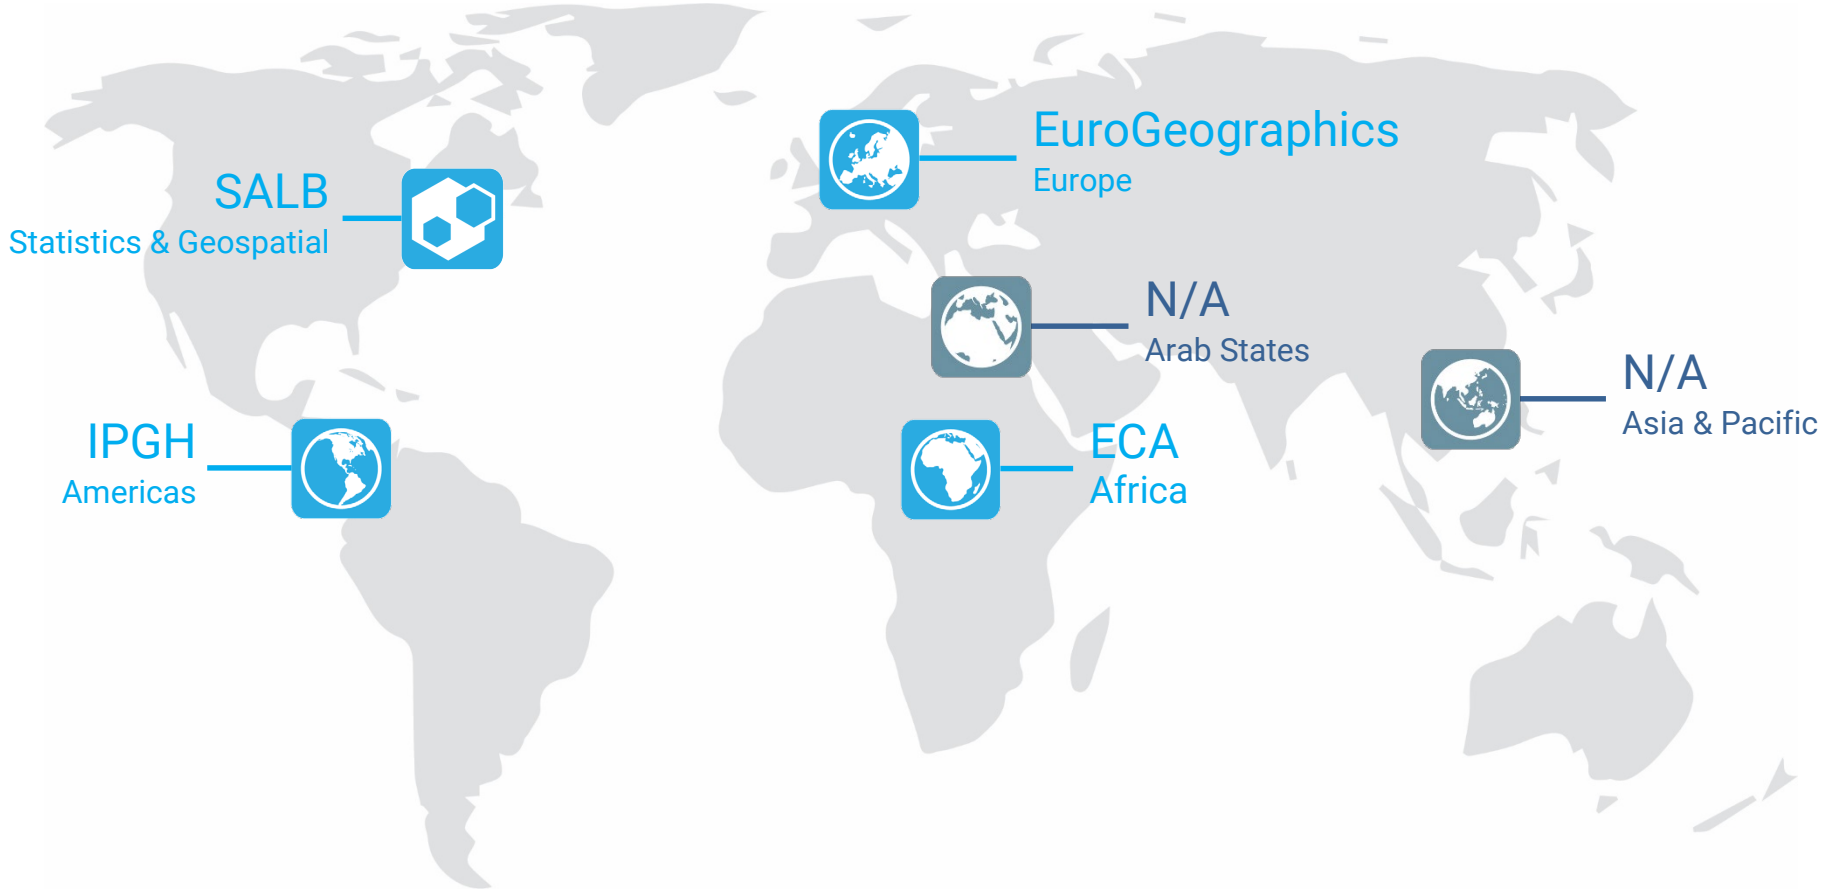 EuroGeographics
Europe
SALB
Statistics & Geospatial
N/A
Arab States
N/A
Asia & Pacific
IPGH
Americas
ECA
Africa